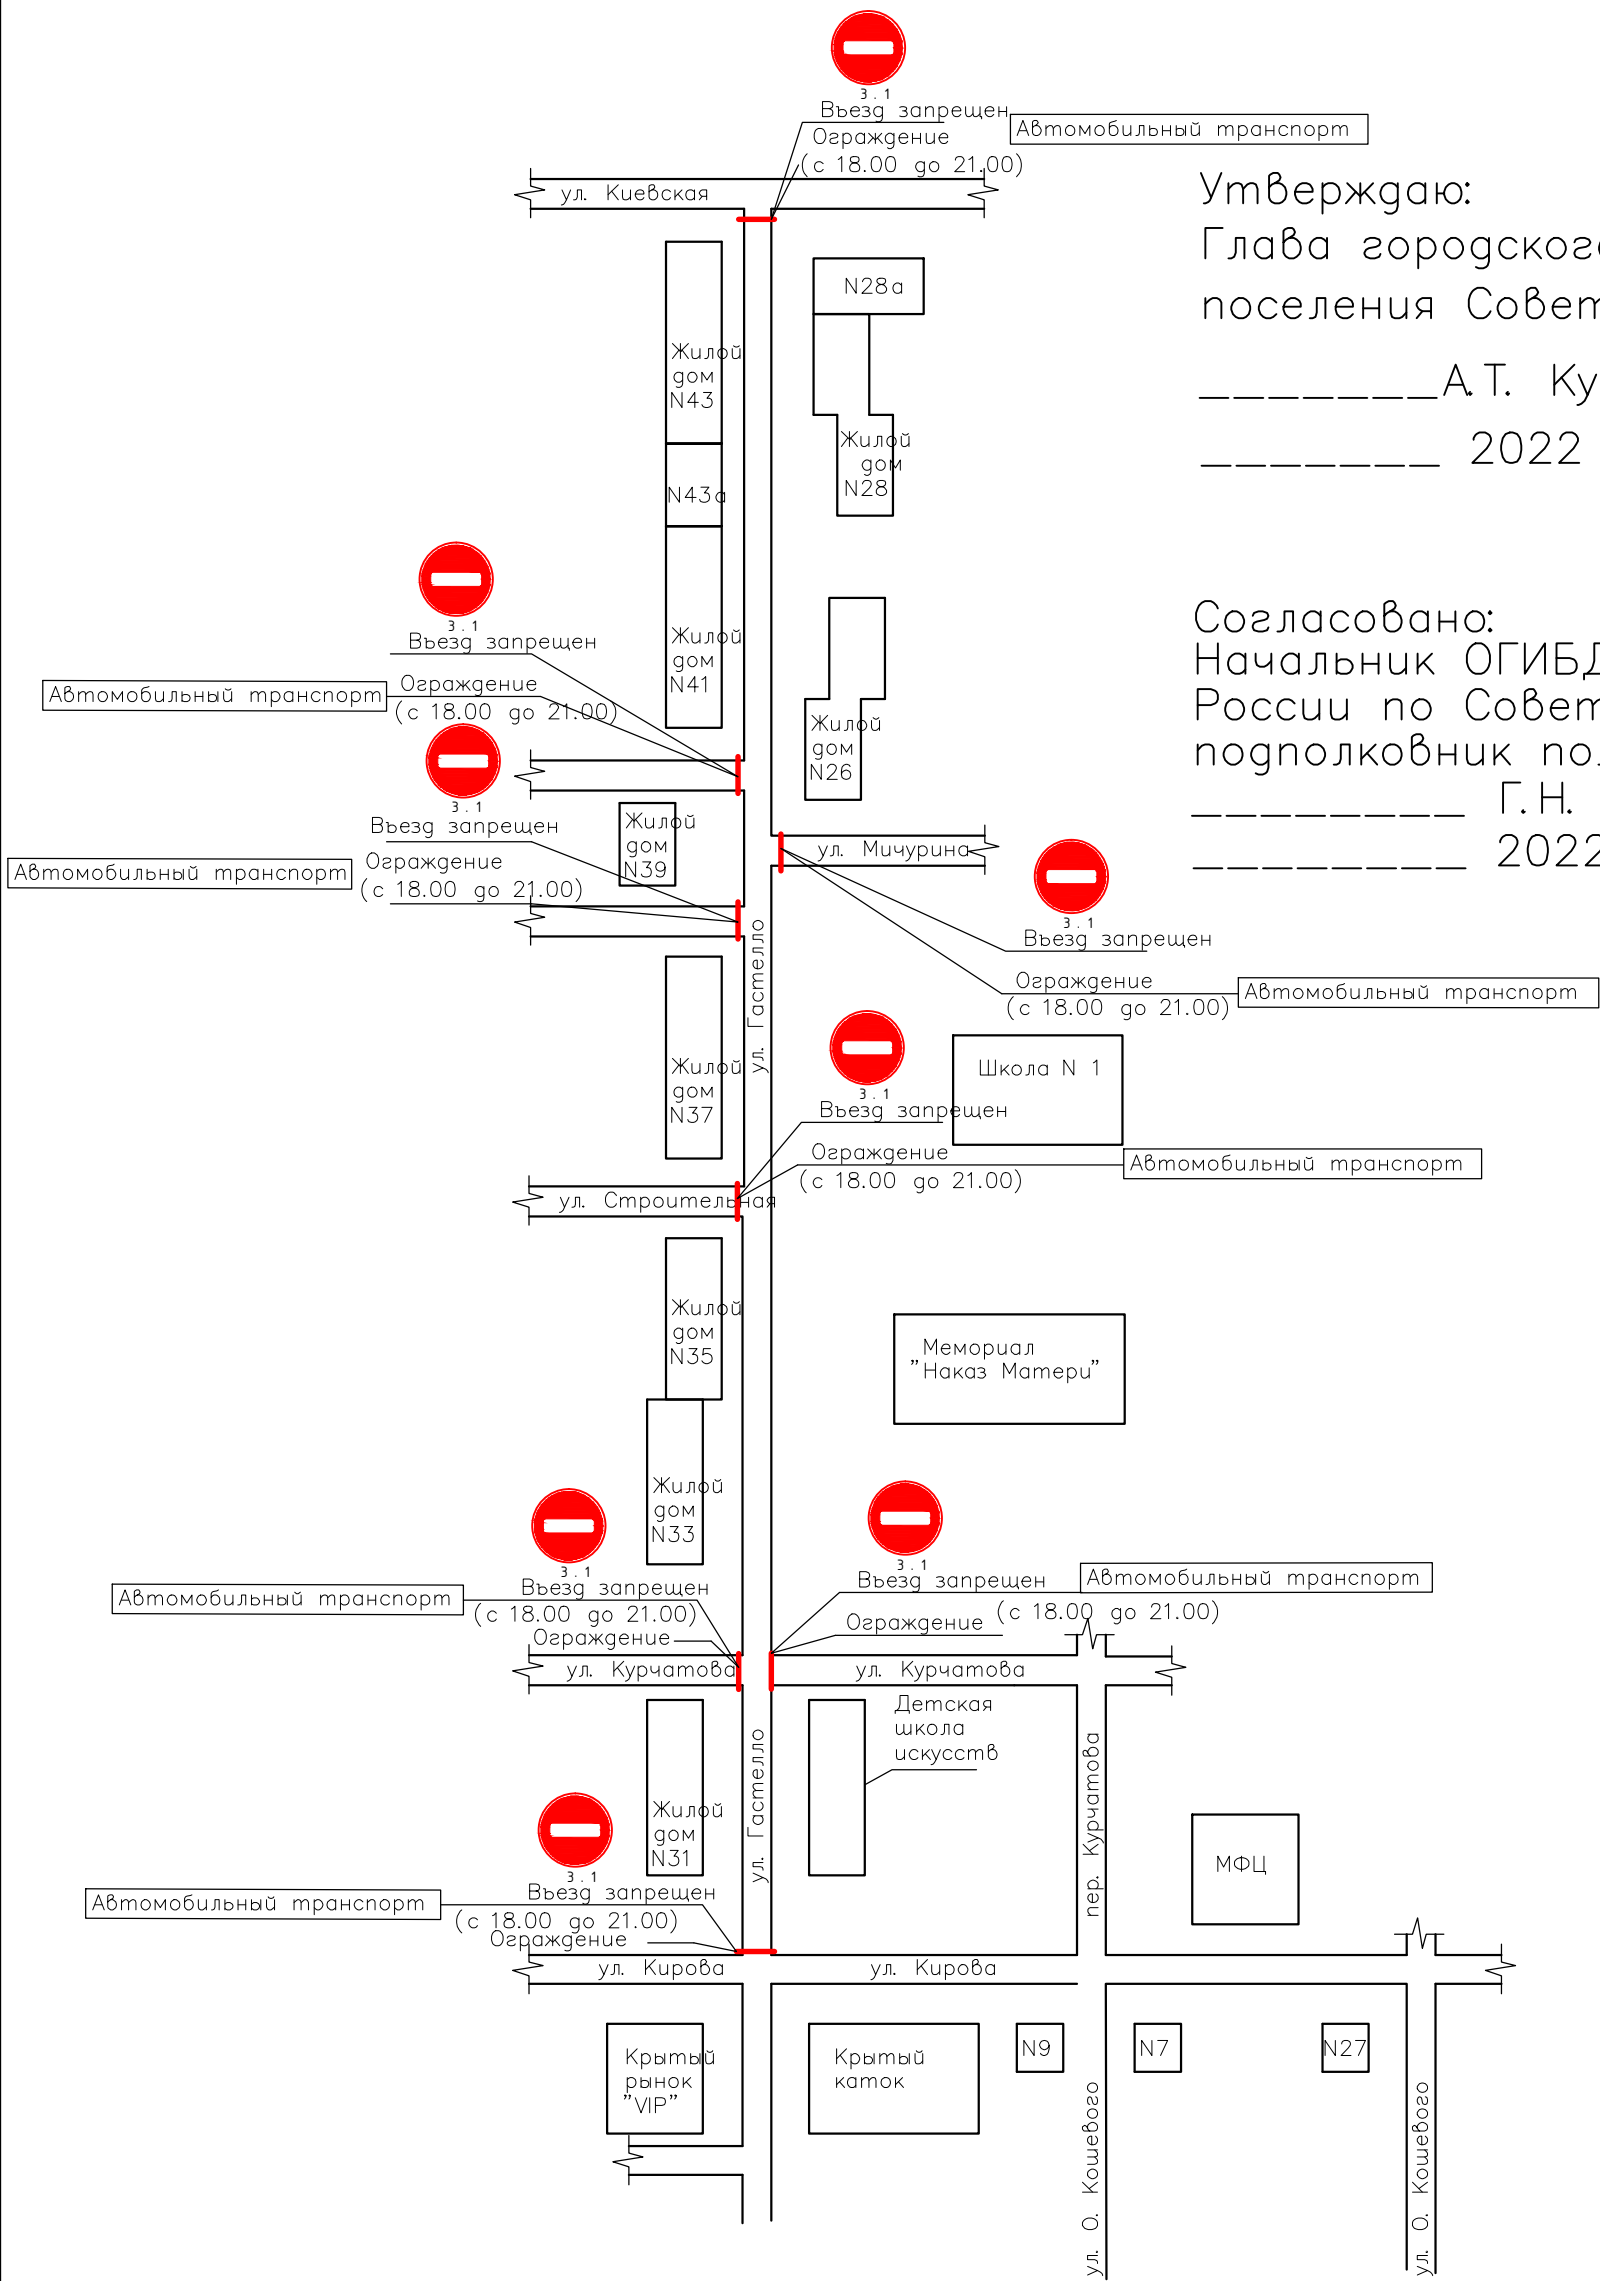 3.1
Въезд запрещен
Ограждение
(с 18.00 до 21.00)
Автомобильный транспорт
ул. Киевская
Утверждаю:
Глава городского
поселения Совет
_______А.Т. Ку
_______ 2022
N28а
Жилой
дом
N43
Жилой
дом
N28
N43а
3.1
Въезд запрещен
Автомобильный транспорт
Ограждение
(с 18.00 до 21.00)
Жилой
дом
N41
Согласовано:
Начальник ОГИБД
России по Совет
подполковник пол
________ Г.Н.
________ 2022
Жилой
дом
N26
3.1
Въезд запрещен
Автомобильный транспорт
Ограждение
(с 18.00 до 21.00)
Жилой
дом
N39
ул. Мичурина
3.1
Въезд запрещен
Ограждение
(с 18.00 до 21.00)
Автомобильный транспорт
ул. Гастелло
Жилой
дом
N37
Школа N 1
3.1
Въезд запрещен
Ограждение
(с 18.00 до 21.00)
Автомобильный транспорт
ул. Строительная
Жилой
дом
N35
Мемориал
"Наказ Матери"
Жилой
дом
N33
3.1
Въезд запрещен
Автомобильный транспорт
(с 18.00 до 21.00)
Ограждение
3.1
Въезд запрещен
Автомобильный транспорт
(с 18.00 до 21.00)
Ограждение
ул. Курчатова
ул. Курчатова
Детская
школа
искусств
ул. Гастелло
пер. Курчатова
Жилой
дом
N31
МФЦ
3.1
Въезд запрещен
Автомобильный транспорт
(с 18.00 до 21.00)
Ограждение
ул. Кирова
ул. Кирова
Крытый
рынок
"VIP"
Крытый
каток
N9
N7
N27
ул. О. Кошевого
ул. О. Кошевого